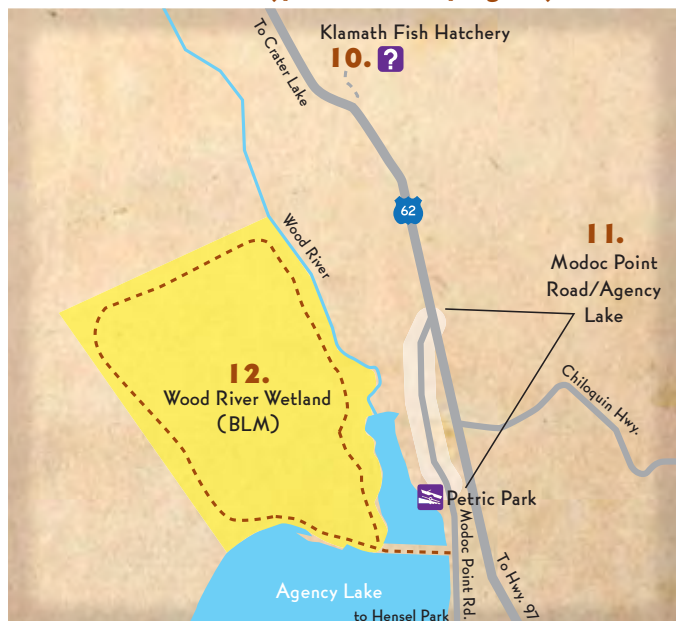 Klamath Fish Hatchery
10. ?
To Crater Lake
62
Wood River
11.
Modoc Point
Road/Agency
Lake
Chiloquin Hwy.
12.
Wood River Wetland
(BLM)
Petric Park
Modoc Point Rd.
To Hwy. 97
Agency Lake
to Hensel Park